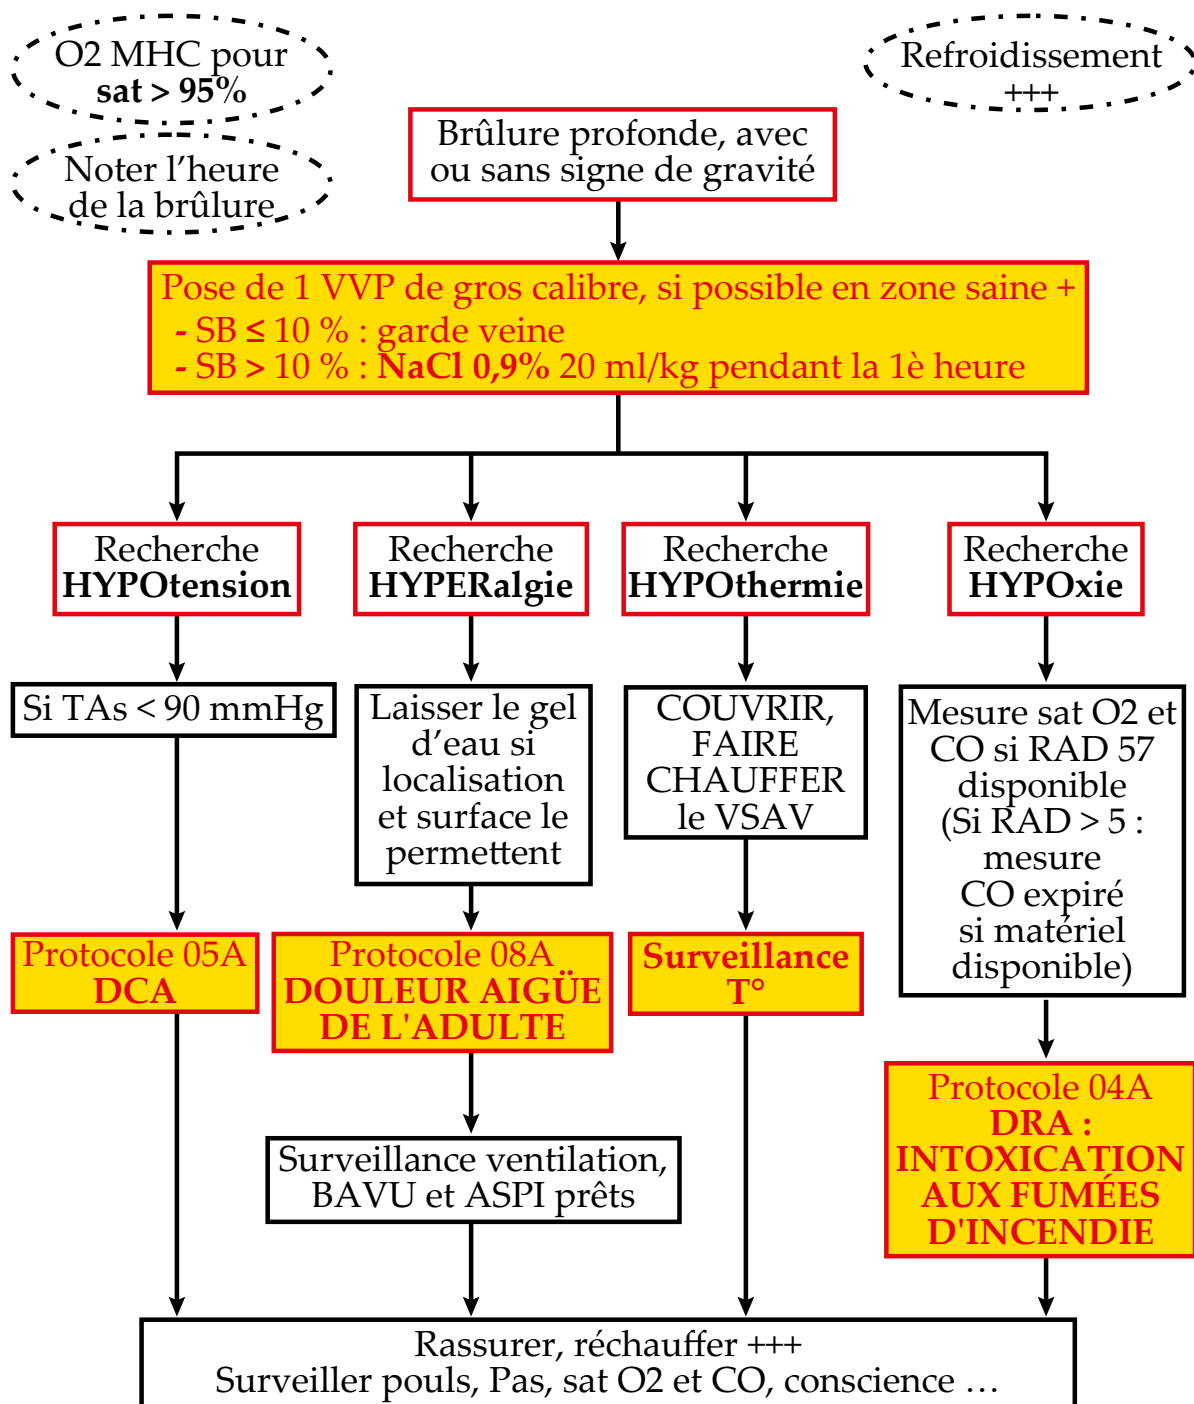 O2 MHC pour
sat > 95%
Noter l'heure
de la brûlure
Refroidissement
+++
Brûlure profonde, avec
ou sans signe de gravité
Pose de 1 VVP de gros calibre, si possible en zone saine +
- SB ≤ 10 % : garde veine
- SB > 10 % : NaCl 0,9% 20 ml/kg pendant la 1è heure
Recherche
HYPOtension
Si TAs < 90 mmHg
Protocole 05A
DCA
Recherche
HYPERalgie
Laisser le gel
d'eau si
localisation
et surface le
permettent
Protocole 08A
DOULEUR AIGÜE
DE L'ADULTE
Surveillance ventilation,
BAVU et ASPI prêts
Recherche
HYPOthermie
COUVRIR,
FAIRE
CHAUFFER
le VSAV
Surveillance
T°
Recherche
HYPOxie
Mesure sat O2 et
CO si RAD 57
disponible
(Si RAD > 5 :
mesure
CO expiré
si matériel
disponible)
Protocole 04A
DRA :
INTOXICATION
AUX FUMÉES
D'INCENDIE
Rassurer, réchauffer +++
Surveiller pouls, Pas, sat O2 et CO, conscience …